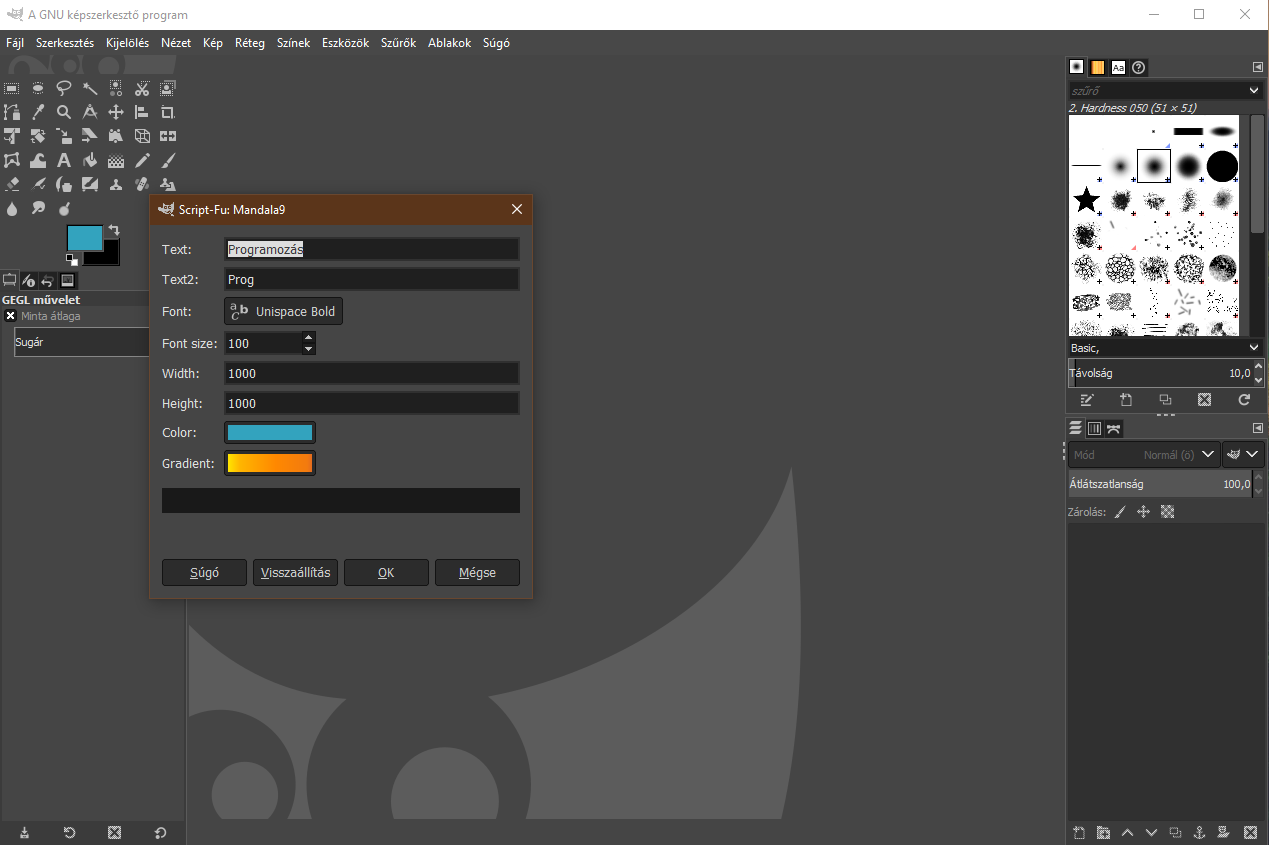 A GNU képszerkesztő program
Fájl Szerkesztés Kijelölés Nézet Kép Réteg Színek Eszközök Szűrők Ablakok Súgó
GEGL művelet
Minta átlaga
Sugár
Script-Fu: Mandala9
Text: Programozás
Text2: Prog
Font: Unispace Bold
Font size: 100
Width: 1000
Height: 1000
Color:
Gradient:
Súgó Visszaállítás OK Mégse
Aa
szűrő
2. Hardness 050 (51 × 51)
Basic,
Távolság 10,0
Mód Normál (ö)
Átlátszatlanság 100,0
Zárolás: